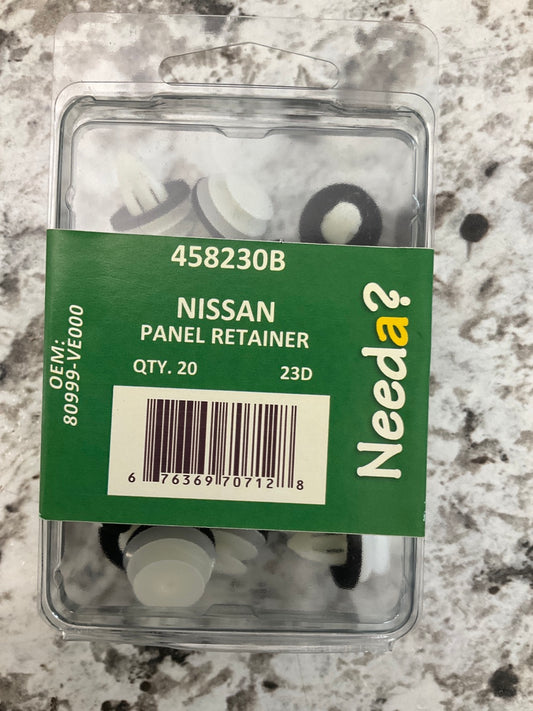 458230B
NISSAN
PANEL RETAINER
QTY. 20 23D
OEM:
80999-VE000
Needa?
6 76369 70712 8